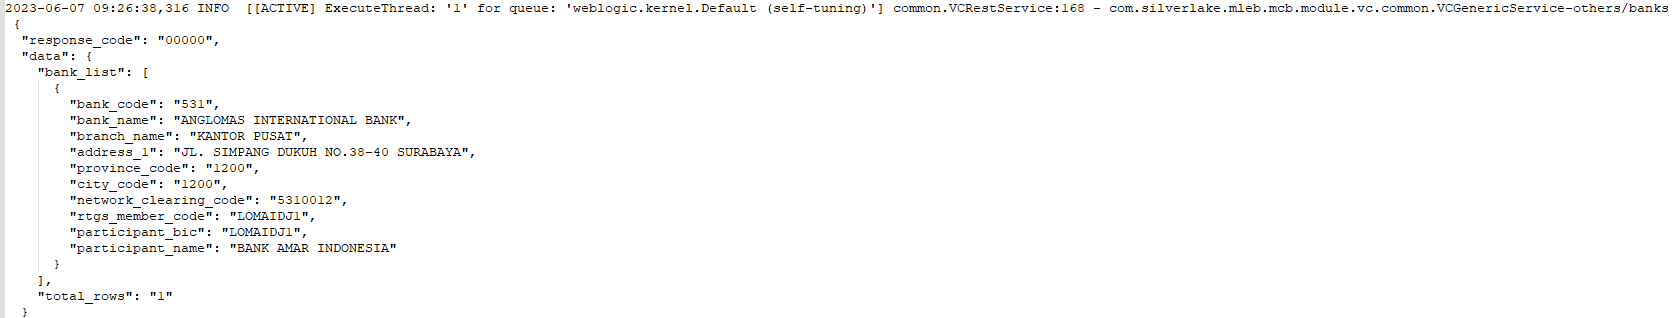 2023-06-07 09:26:38,316 INFO  [[ACTIVE] ExecuteThread: '1' for queue: 'weblogic.kernel.Default (self-tuning)'] common.VCRestService:168 - com.silverlake.mleb.mcb.module.vc.common.VCGenericService-others/banks
{
"response_code": "00000",
"data": {
"bank_list": [
{
"bank_code": "531",
"bank_name": "ANGLOMAS INTERNATIONAL BANK",
"branch_name": "KANTOR PUSAT",
"address_1": "JL. SIMPANG DUKUH NO.38-40 SURABAYA",
"province_code": "1200",
"city_code": "1200",
"network_clearing_code": "5310012",
"rtgs_member_code": "LOMAIDJ1",
"participant_bic": "LOMAIDJ1",
"participant_name": "BANK AMAR INDONESIA"
}
],
"total_rows": "1"
}